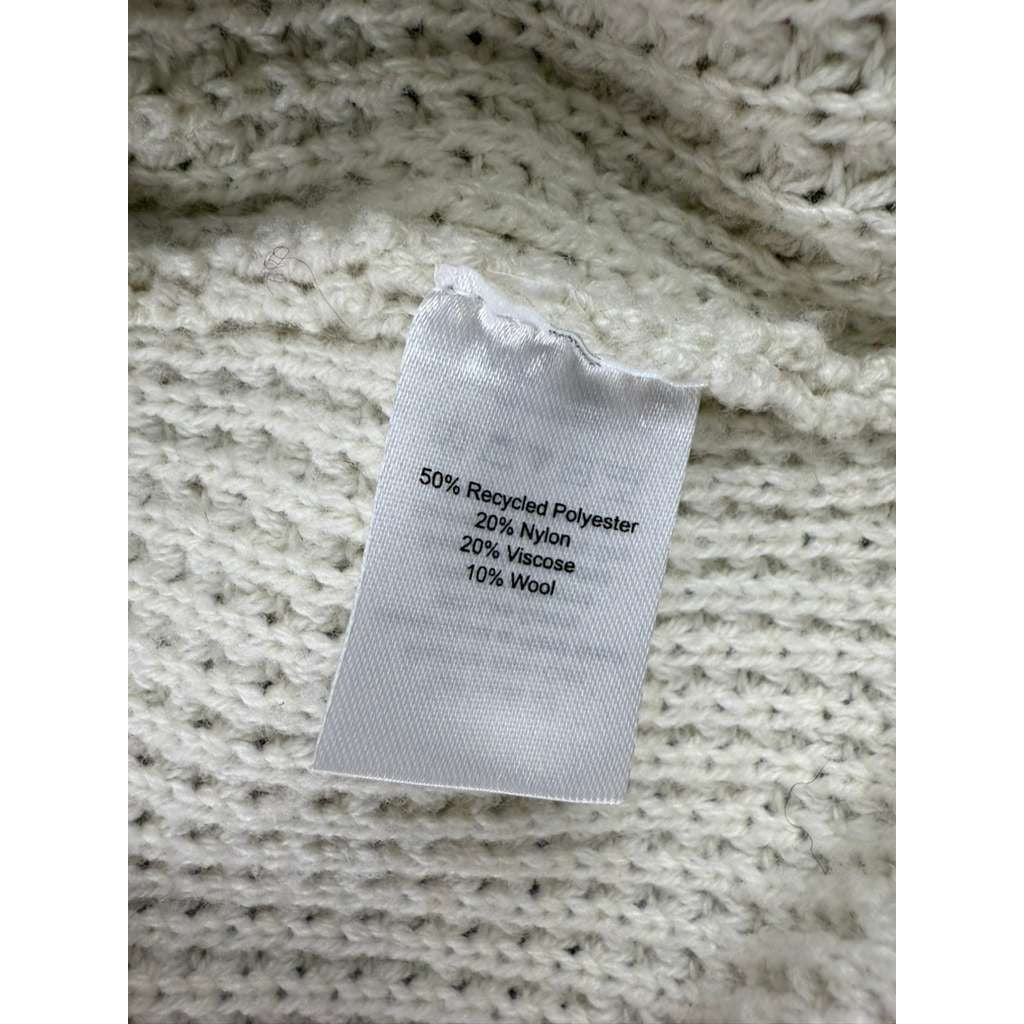 50% Recycled Polyester
20% Nylon
20% Viscose
10% Wool